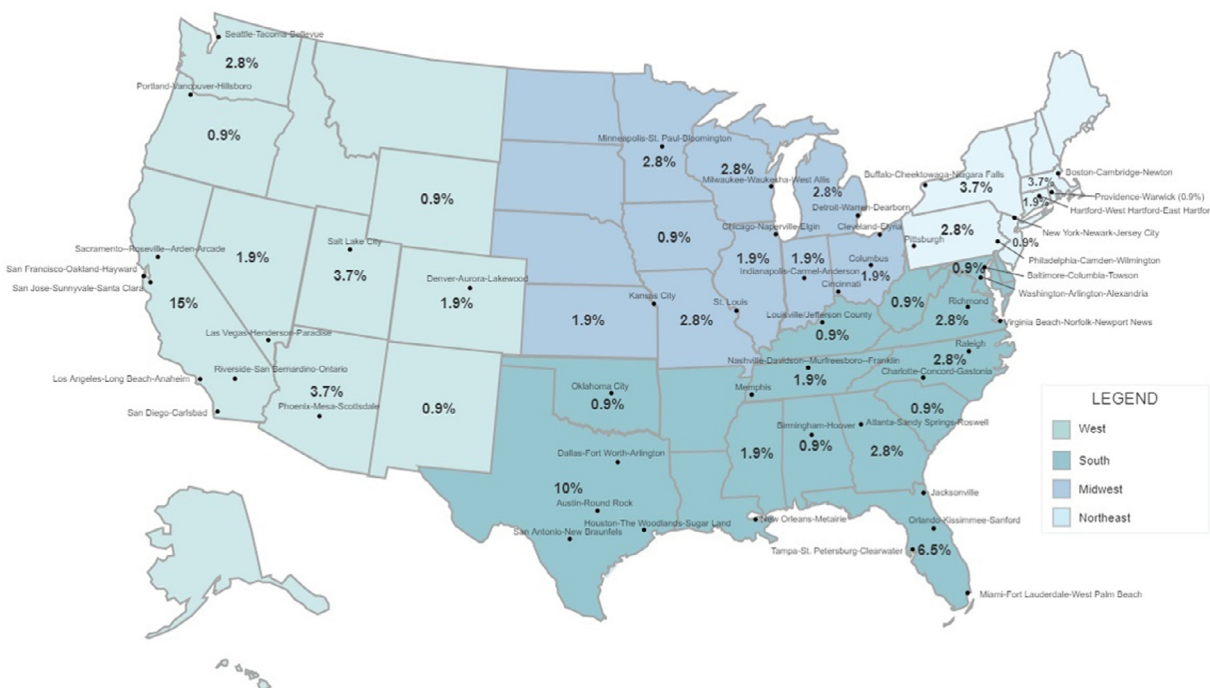 Seattle-Tacoma Bellevue
2.8%
Portland-Vancouver-Hillsboro
0.9%
0.9%
Minneapolis-St. Paul-Bloomington
2.8%
2.8%
Milwaukee-Waukesha-West Allis
2.8%
Detroit-Warren-Dearborn
Buffalo-Cheektowaga-Niagara Falls
3.7%
3.7%
Boston-Cambridge-Newton
Providence-Warwick (0.9%)
1.9%
Hartford-West Hartford-East Hartfor
New York-Newark-Jersey City
2.8%
0.9%
Pittsburgh
Philadelphia-Camden-Wilmington
Baltimore-Columbia-Towson
0.9%
Washington-Arlington-Alexandria
Sacramento--Roseville--Arden-Arcade
San Francisco-Oakland-Hayward
San Jose-Sunnyvale-Santa Clara
15%
1.9%
Salt Lake City
3.7%
Denver-Aurora-Lakewood
1.9%
0.9%
Chicago-Naperville-Elgin
Cleveland-Elyria
1.9%
1.9%
Indianapolis-Carmel-Anderson
Columbus
1.9%
Cincinnati
Kansas City
1.9%
2.8%
St. Louis
Louisville/Jefferson County
0.9%
0.9%
Richmond
2.8%
Virginia Beach-Norfolk-Newport News
Las Vegas-Henderson-Paradise
Riverside-San Bernardino-Ontario
Los Angeles-Long Beach-Anaheim
San Diego-Carlsbad
3.7%
Phoenix-Mesa-Scottsdale
0.9%
Oklahoma City
0.9%
Nashville-Davidson--Murfreesboro--Franklin
1.9%
Memphis
Raleigh
2.8%
Charlotte-Concord-Gastonia
0.9%
Birmingham-Hoover
0.9%
Atlanta-Sandy Springs-Roswell
2.8%
1.9%
Dallas-Fort Worth-Arlington
10%
Austin-Round Rock
Houston-The Woodlands-Sugar Land
San Antonio-New Braunfels
New Orleans-Metairie
Jacksonville
Orlando-Kissimmee-Sanford
Tampa-St. Petersburg-Clearwater
6.5%
Miami-Fort Lauderdale-West Palm Beach
LEGEND
West
South
Midwest
Northeast